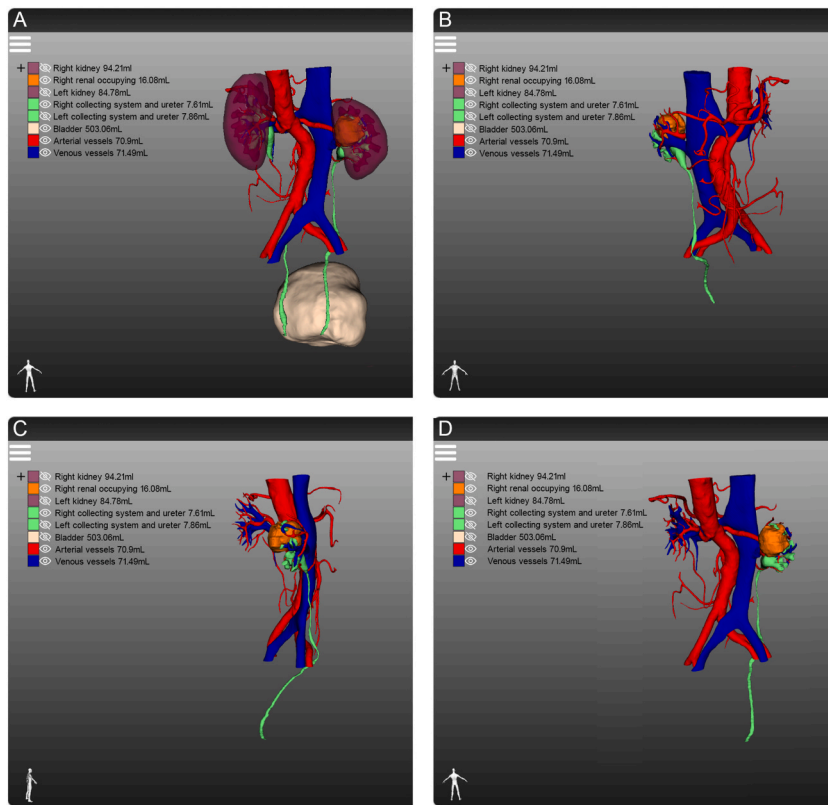 A
+ Right kidney 94.21ml
Right renal occupying 16.08mL
Left kidney 84.78mL
Right collecting system and ureter 7.61mL
Left collecting system and ureter 7.86mL
Bladder 503.06mL
Arterial vessels 70.9mL
Venous vessels 71.49mL
B
+ Right kidney 94.21ml
Right renal occupying 16.08mL
Left kidney 84.78mL
Right collecting system and ureter 7.61mL
Left collecting system and ureter 7.86mL
Bladder 503.06mL
Arterial vessels 70.9mL
Venous vessels 71.49mL
C
+ Right kidney 94.21ml
Right renal occupying 16.08mL
Left kidney 84.78mL
Right collecting system and ureter 7.61mL
Left collecting system and ureter 7.86mL
Bladder 503.06mL
Arterial vessels 70.9mL
Venous vessels 71.49mL
D
+ Right kidney 94.21ml
Right renal occupying 16.08mL
Left kidney 84.78mL
Right collecting system and ureter 7.61mL
Left collecting system and ureter 7.86mL
Bladder 503.06mL
Arterial vessels 70.9mL
Venous vessels 71.49mL